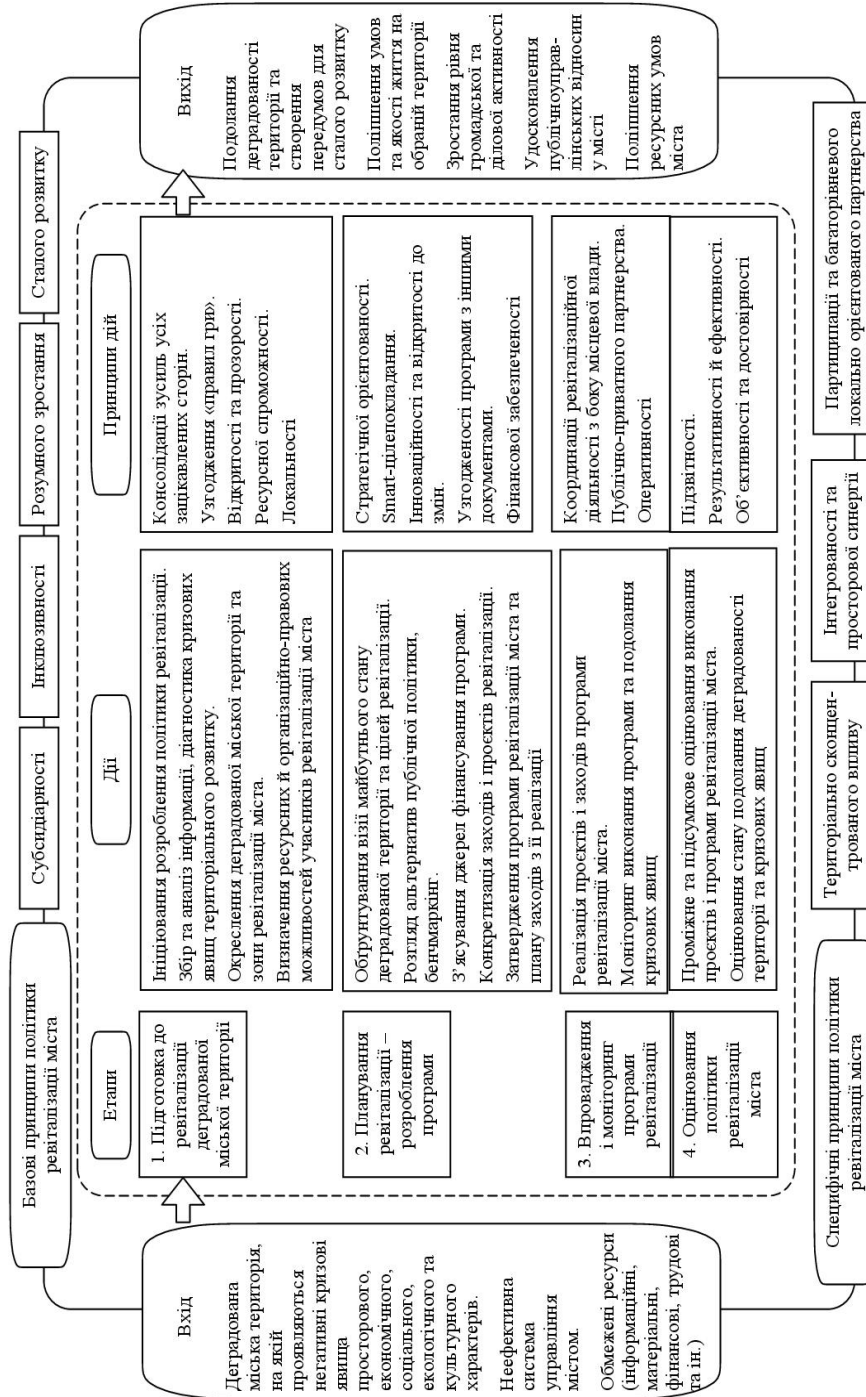 Базові принципи політики
ревіталізації міста
Субсидіарності
Інклюзивності
Розумного зростання
Сталого розвитку
Вхід
Деградована
міська територія,
на якій
проявляються
негативні кризові
явища
просторового,
економічного,
соціального,
екологічного та
культурного
характерів.
Неефективна
система
управління
містом.
Обмежені ресурси
(інформаційні,
матеріальні,
фінансові, трудові
та ін.)
Етапи
Дії
Принципи дій
1. Підготовка до
ревіталізації
деградованої
міської території
Ініціювання розроблення політики ревіталізації.
Збір та аналіз інформації, діагностика кризових
явищ територіального розвитку.
Окреслення деградованої міської території та
зони ревіталізації міста.
Визначення ресурсних й організаційно-правових
можливостей учасників ревіталізації міста
Консолідації зусиль усіх
зацікавлених сторін.
Узгодження «правил гри».
Відкритості та прозорості.
Ресурсної спроможності.
Локальності
2. Планування
ревіталізації –
розроблення
програми
Обґрунтування візії майбутнього стану
деградованої території та цілей ревіталізації.
Розгляд альтернатив публічної політики,
бенчмаркінг.
З’ясування джерел фінансування програми.
Конкретизація заходів і проєктів ревіталізації.
Затвердження програми ревіталізації міста та
плану заходів з її реалізації
Стратегічної орієнтованості.
Smart-цілепокладання.
Інноваційності та відкритості до
змін.
Узгодженості програми з іншими
документами.
Фінансової забезпеченості
3. Впровадження
і моніторинг
програми
ревіталізації
Реалізація проєктів і заходів програми
ревіталізації міста.
Моніторинг виконання програми та подолання
кризових явищ
Координації ревіталізаційної
діяльності з боку місцевої влади.
Публічно-приватного партнерства.
Оперативності
4. Оцінювання
політики
ревіталізації
міста
Проміжне та підсумкове оцінювання виконання
проєктів і програми ревіталізації міста.
Оцінювання стану подолання деградованості
території та кризових явищ
Підзвітності.
Результативності й ефективності.
Об’єктивності та достовірності
Вихід
Подолання
деградованості
території та
створення
передумов для
сталого розвитку
Поліпшення умов
та якості життя на
обраній території
Зростання рівня
громадської та
ділової активності
Удосконалення
публічноуправ-
лінських відносин
у місті
Поліпшення
ресурсних умов
міста
Специфічні принципи політики
ревіталізації міста
Територіально сконцен-
трованого впливу
Інтегрованості та
просторової синергії
Партиципації та багаторівневого
локально орієнтованого партнерства